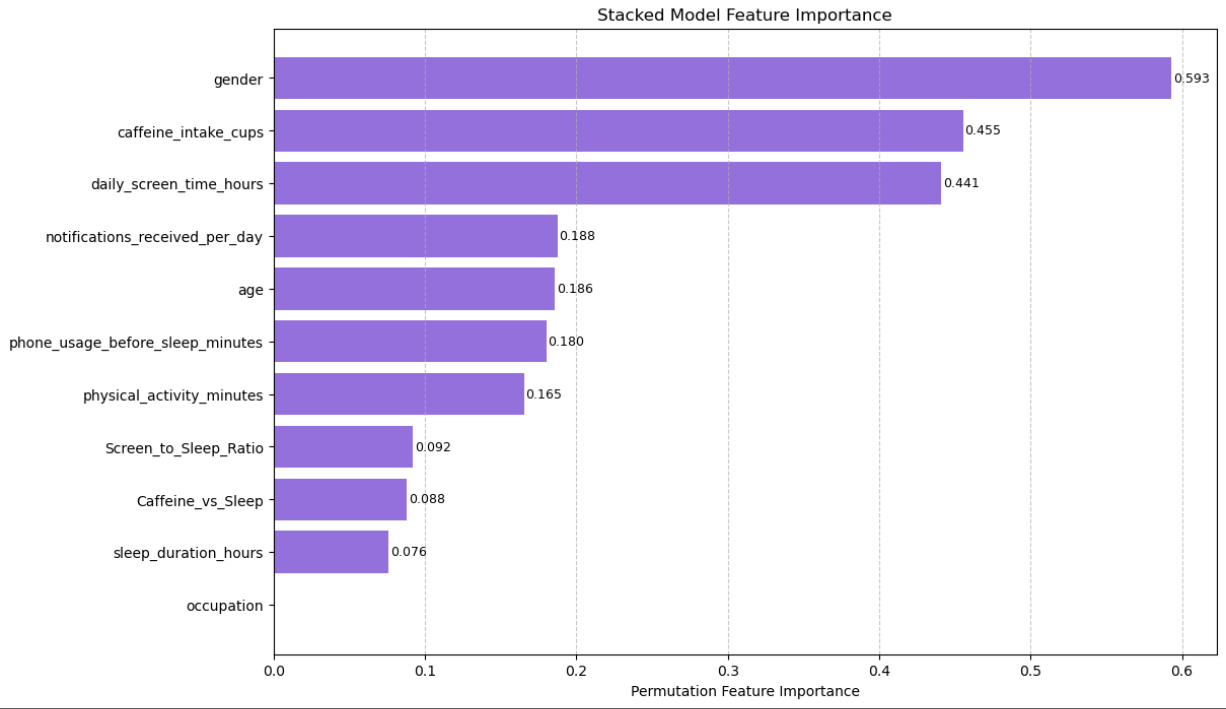 Stacked Model Feature Importance
gender 0.593
caffeine_intake_cups 0.455
daily_screen_time_hours 0.441
notifications_received_per_day 0.188
age 0.186
phone_usage_before_sleep_minutes 0.180
physical_activity_minutes 0.165
Screen_to_Sleep_Ratio 0.092
Caffeine_vs_Sleep 0.088
sleep_duration_hours 0.076
occupation
0.0 0.1 0.2 0.3 0.4 0.5 0.6
Permutation Feature Importance